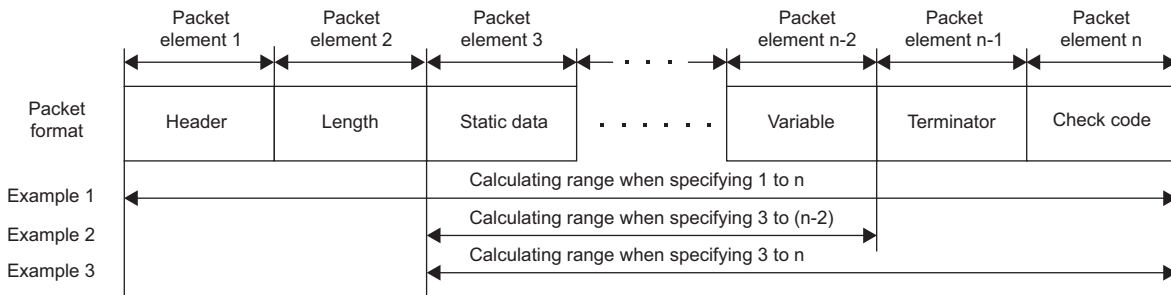 Packet element 1
Packet element 2
Packet element 3
Packet element n-2
Packet element n-1
Packet element n
Packet format
Header
Length
Static data
Variable
Terminator
Check code
Example 1
Calculating range when specifying 1 to n
Example 2
Calculating range when specifying 3 to (n-2)
Example 3
Calculating range when specifying 3 to n